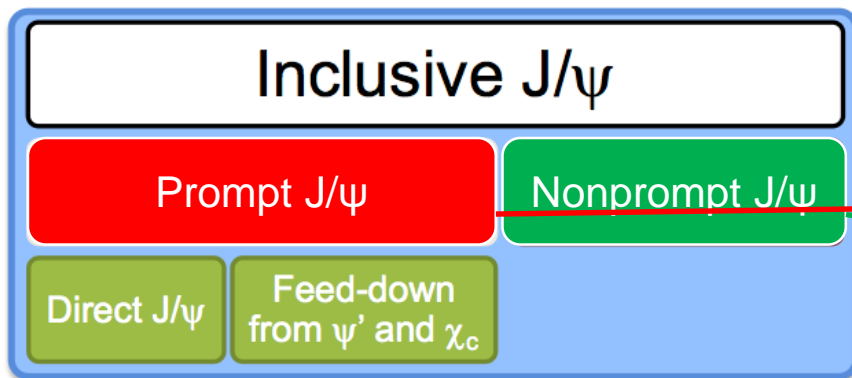 Inclusive J/ψ
Prompt J/ψ
Nonprompt J/ψ
Direct J/ψ
Feed-down
from ψ' and χc